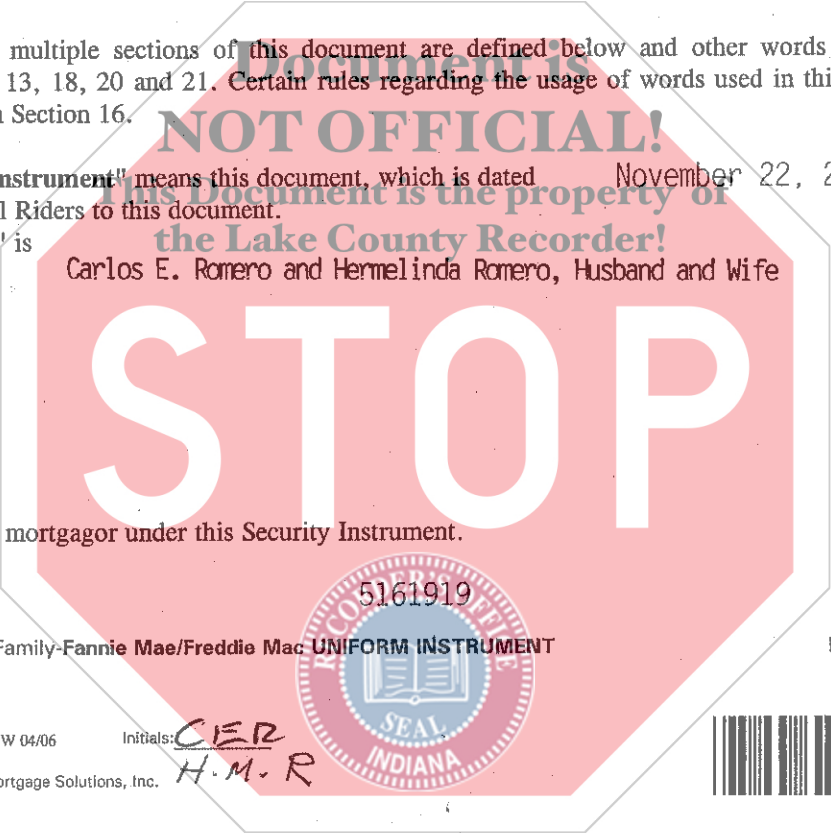 multiple sections of this document are defined below and other words
Document is
13, 18, 20 and 21. Certain rules regarding the usage of words used in thi
Section 16.
NOT OFFICIAL!
nstrument" means this document, which is dated November 22, 2
This Document is the property of
l Riders to this document.
" is
the Lake County Recorder!
Carlos E. Romero and Hermelinda Romero, Husband and Wife
STOP
mortgagor under this Security Instrument.
5161919
RECORDER'S OFFICE
Family-Fannie Mae/Freddie Mac UNIFORM INSTRUMENT
SEAL
INDIANA
W 04/06 Initials: CER
ortgage Solutions, Inc. H.M.R